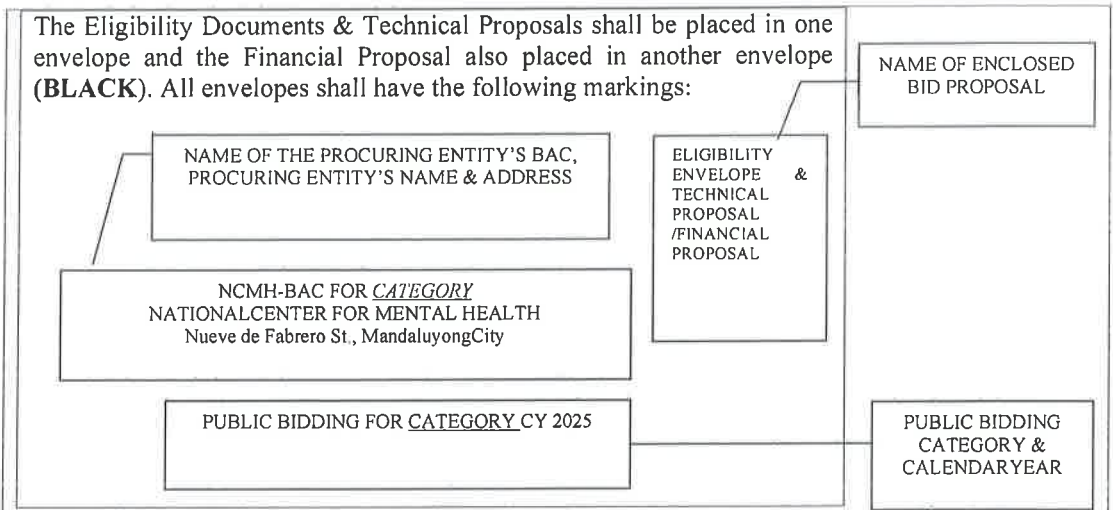 The Eligibility Documents & Technical Proposals shall be placed in one
envelope and the Financial Proposal also placed in another envelope
(BLACK). All envelopes shall have the following markings:
NAME OF ENCLOSED
BID PROPOSAL
NAME OF THE PROCURING ENTITY'S BAC,
PROCURING ENTITY'S NAME & ADDRESS
ELIGIBILITY
ENVELOPE &
TECHNICAL
PROPOSAL
/FINANCIAL
PROPOSAL
NCMH-BAC FOR CATEGORY
NATIONALCENTER FOR MENTAL HEALTH
Nueve de Fabrero St., MandaluyongCity
PUBLIC BIDDING FOR CATEGORY CY 2025
PUBLIC BIDDING
CATEGORY &
CALENDARYEAR